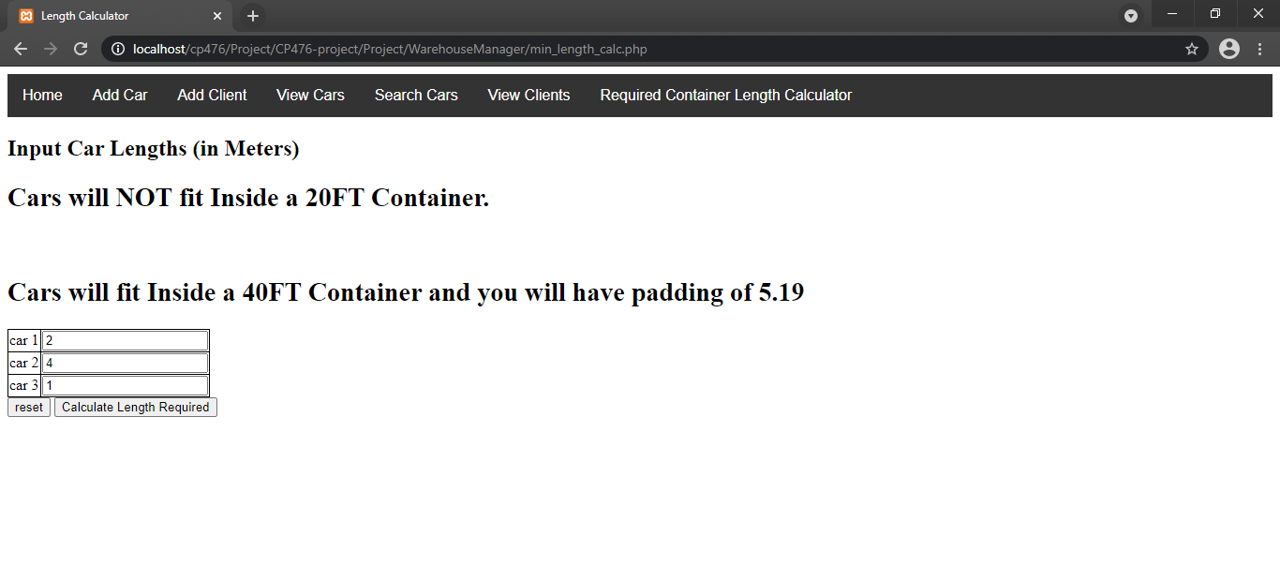 Length Calculator
localhost/cp476/Project/CP476-project/Project/WarehouseManager/min_length_calc.php
Home Add Car Add Client View Cars Search Cars View Clients Required Container Length Calculator
Input Car Lengths (in Meters)
Cars will NOT fit Inside a 20FT Container.
Cars will fit Inside a 40FT Container and you will have padding of 5.19
car 1 2
car 2 4
car 3 1
reset Calculate Length Required